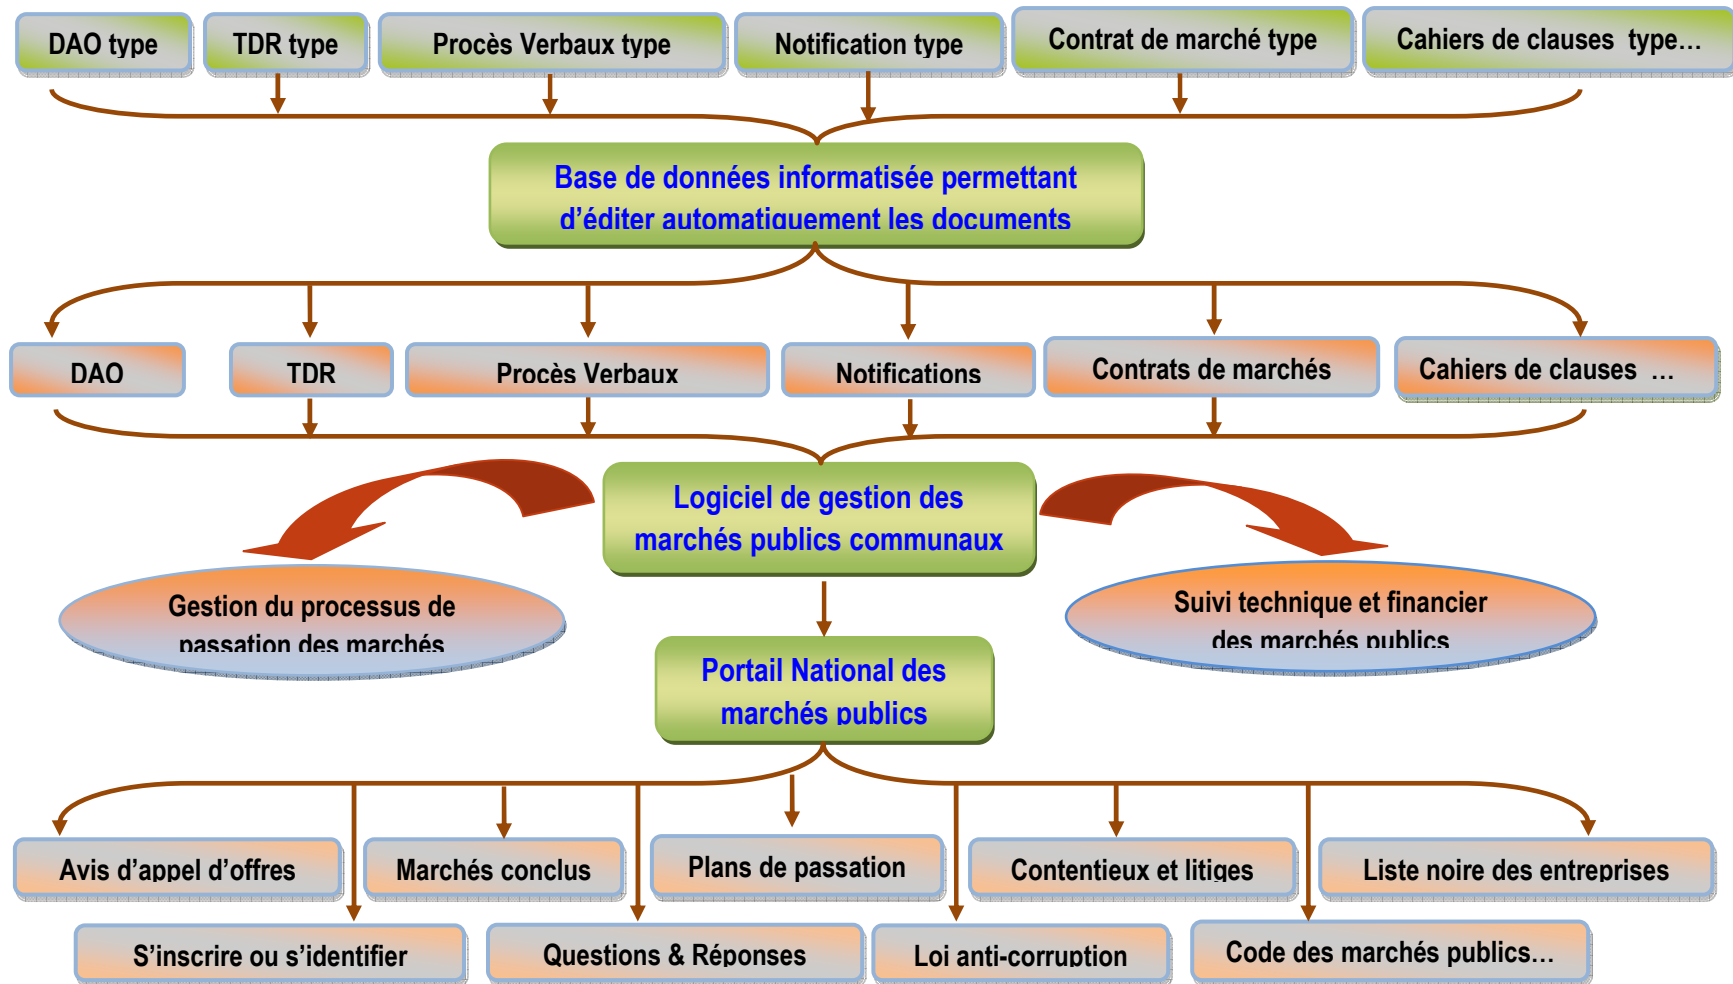 DAO type
TDR type
Procès Verbaux type
Notification type
Contrat de marché type
Cahiers de clauses type…
Base de données informatisée permettant
d’éditer automatiquement les documents
DAO
TDR
Procès Verbaux
Notifications
Contrats de marchés
Cahiers de clauses …
Logiciel de gestion des
marchés publics communaux
Gestion du processus de
passation des marchés
Suivi technique et financier
des marchés publics
Portail National des
marchés publics
Avis d’appel d’offres
Marchés conclus
Plans de passation
Contentieux et litiges
Liste noire des entreprises
S’inscrire ou s’identifier
Questions & Réponses
Loi anti-corruption
Code des marchés publics…